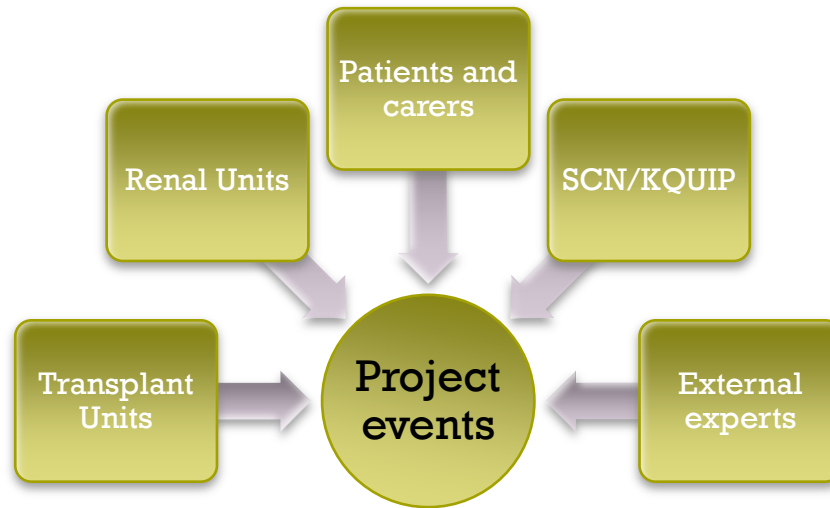 Patients and
carers
Renal Units
SCN/KQUIP
Transplant
Units
Project
events
External
experts